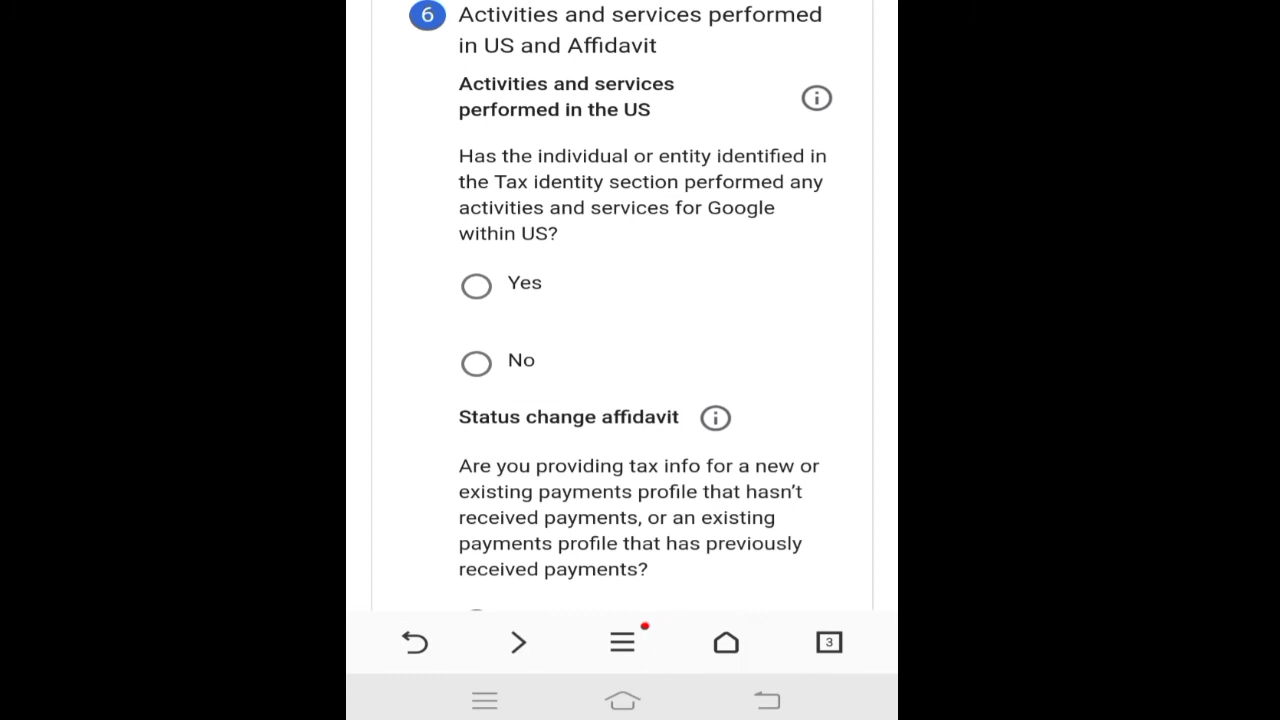 6 Activities and services performed
in US and Affidavit
Activities and services
performed in the US
Has the individual or entity identified in
the Tax identity section performed any
activities and services for Google
within US?
Yes
No
Status change affidavit
Are you providing tax info for a new or
existing payments profile that hasn't
received payments, or an existing
payments profile that has previously
received payments?
3